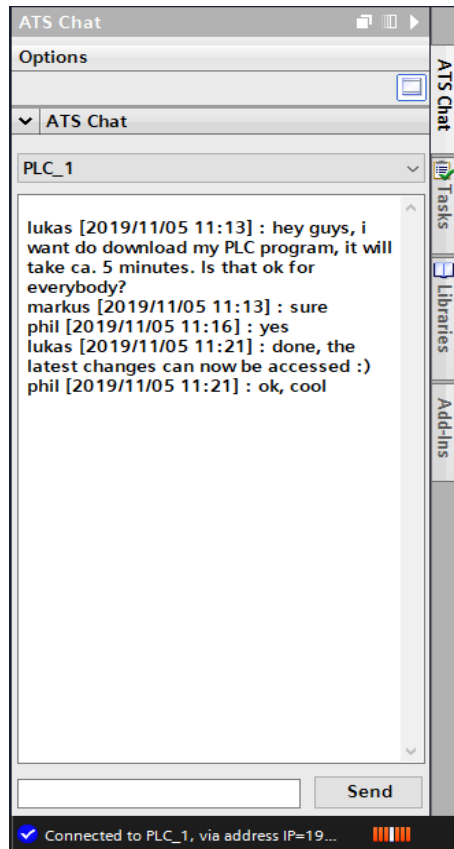 ATS Chat
Options
ATS Chat
PLC_1
lukas [2019/11/05 11:13] : hey guys, i
want do download my PLC program, it will
take ca. 5 minutes. Is that ok for
everybody?
markus [2019/11/05 11:13] : sure
phil [2019/11/05 11:16] : yes
lukas [2019/11/05 11:21] : done, the
latest changes can now be accessed :)
phil [2019/11/05 11:21] : ok, cool
Send
Connected to PLC_1, via address IP=19...
ATS Chat
Tasks
Libraries
Add-Ins